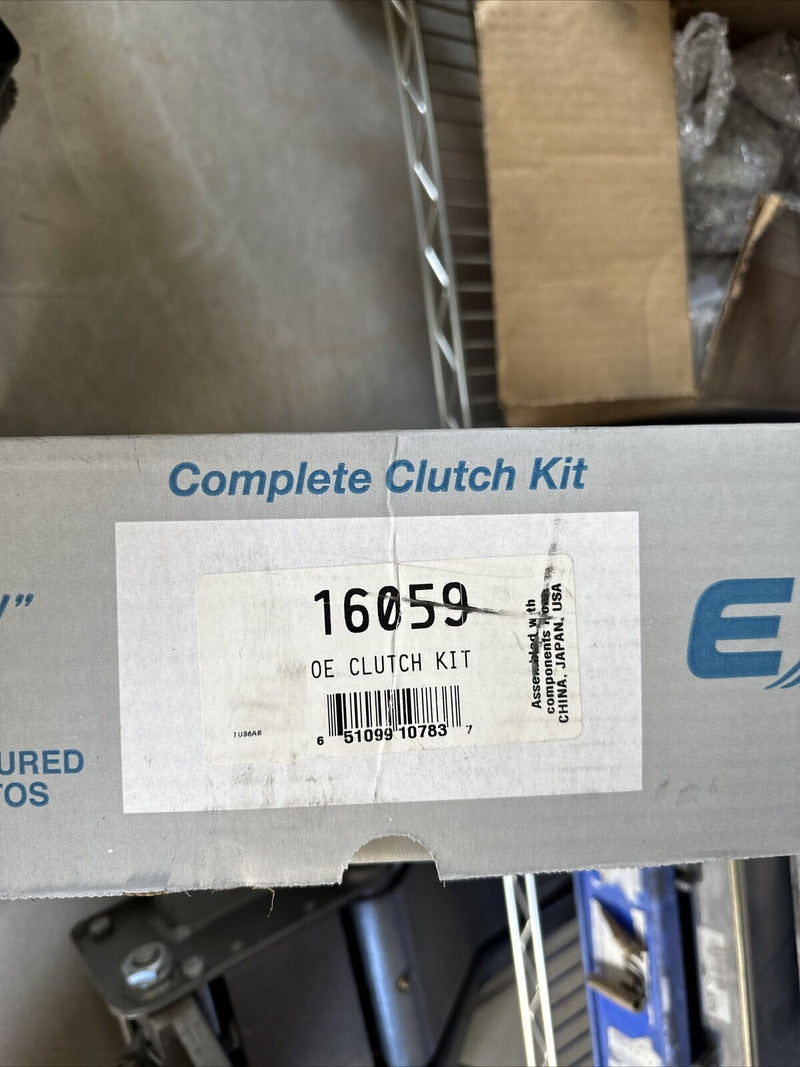 Complete Clutch Kit
16059
OE CLUTCH KIT
6 51099 10783 7
Assembled with
components from
CHINA, JAPAN, USA
URED
TOS